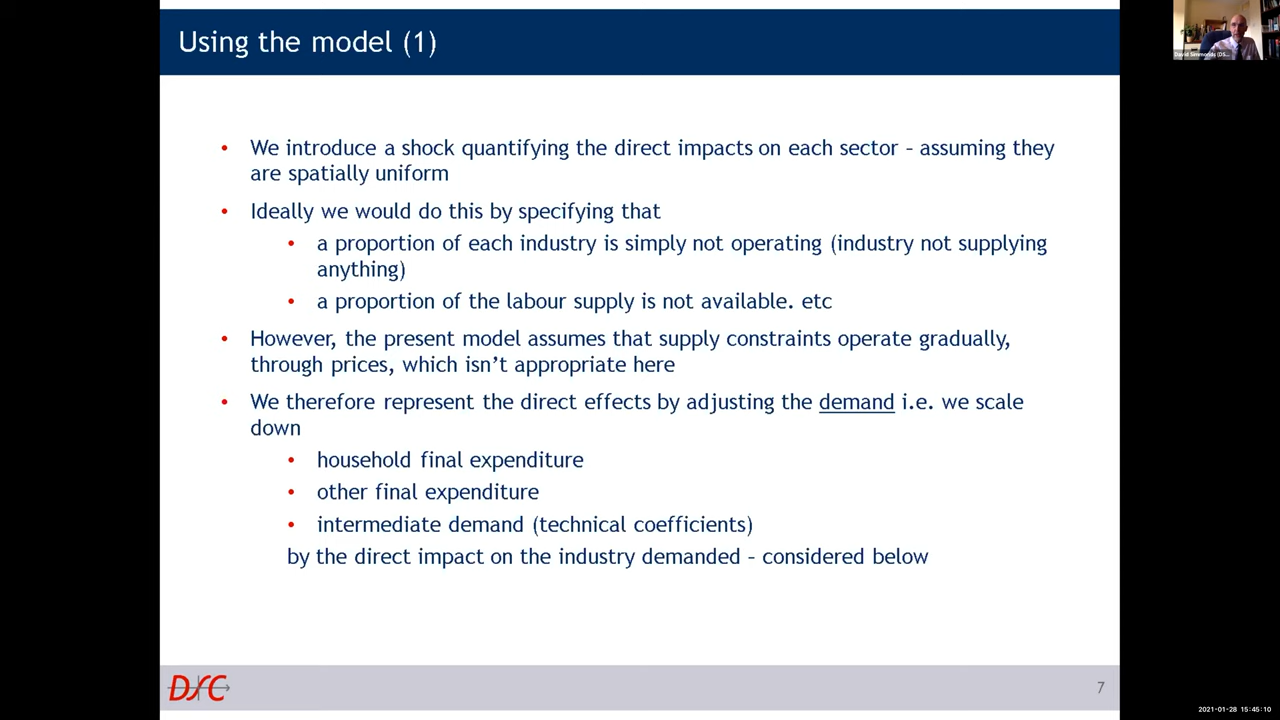 Using the model (1)
David Simmonds (DS...
• We introduce a shock quantifying the direct impacts on each sector – assuming they
are spatially uniform
• Ideally we would do this by specifying that
• a proportion of each industry is simply not operating (industry not supplying
anything)
• a proportion of the labour supply is not available. etc
• However, the present model assumes that supply constraints operate gradually,
through prices, which isn't appropriate here
• We therefore represent the direct effects by adjusting the demand i.e. we scale
down
• household final expenditure
• other final expenditure
• intermediate demand (technical coefficients)
by the direct impact on the industry demanded – considered below
DSC
7
2021-01-28 15:45:10